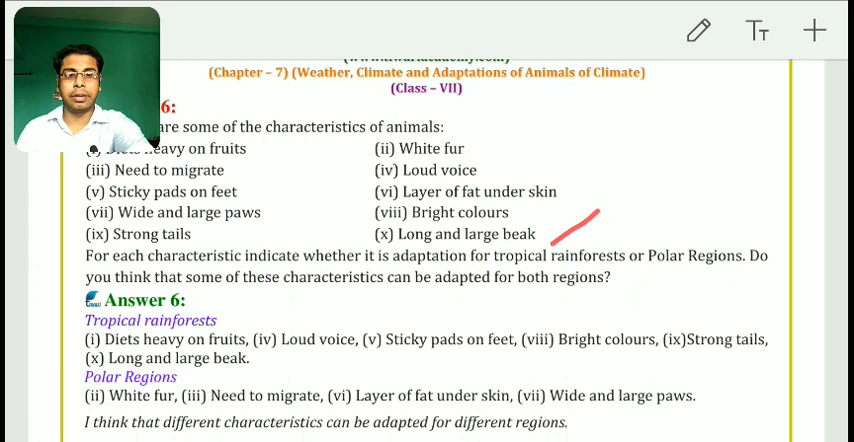 (Chapter – 7) (Weather, Climate and Adaptations of Animals of Climate)
(Class – VII)
6:
are some of the characteristics of animals:
heavy on fruits (ii) White fur
(iii) Need to migrate (iv) Loud voice
(v) Sticky pads on feet (vi) Layer of fat under skin
(vii) Wide and large paws (viii) Bright colours
(ix) Strong tails (x) Long and large beak
For each characteristic indicate whether it is adaptation for tropical rainforests or Polar Regions. Do
you think that some of these characteristics can be adapted for both regions?
Answer 6:
Tropical rainforests
(i) Diets heavy on fruits, (iv) Loud voice, (v) Sticky pads on feet, (viii) Bright colours, (ix)Strong tails,
(x) Long and large beak.
Polar Regions
(ii) White fur, (iii) Need to migrate, (vi) Layer of fat under skin, (vii) Wide and large paws.
I think that different characteristics can be adapted for different regions.